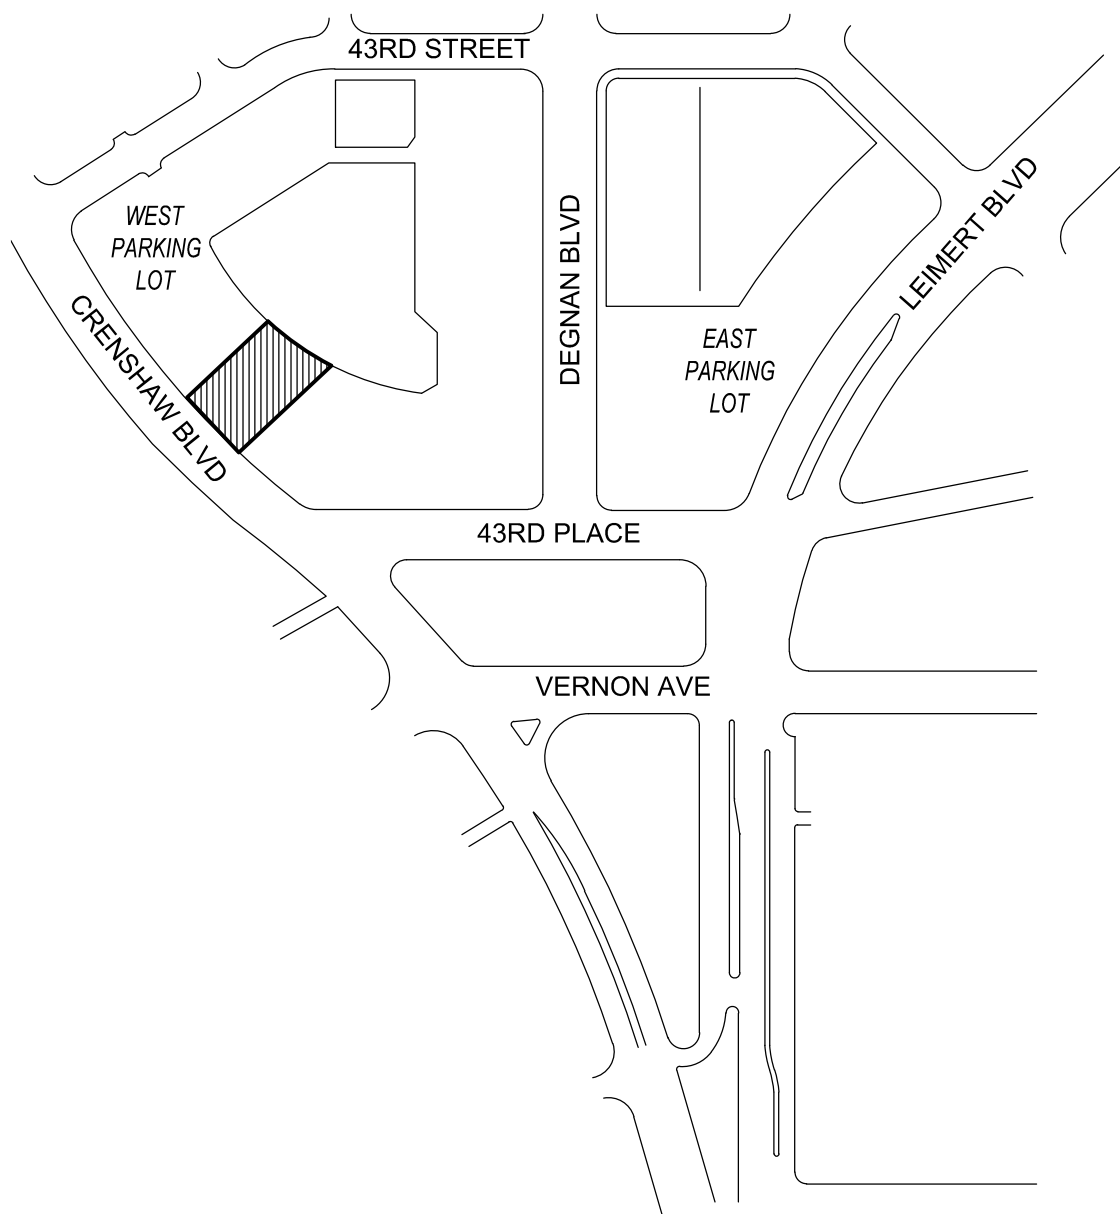 43RD STREET
WEST
PARKING
LOT
CRENSHAW BLVD
DEGNAN BLVD
LEIMERT BLVD
EAST
PARKING
LOT
43RD PLACE
VERNON AVE